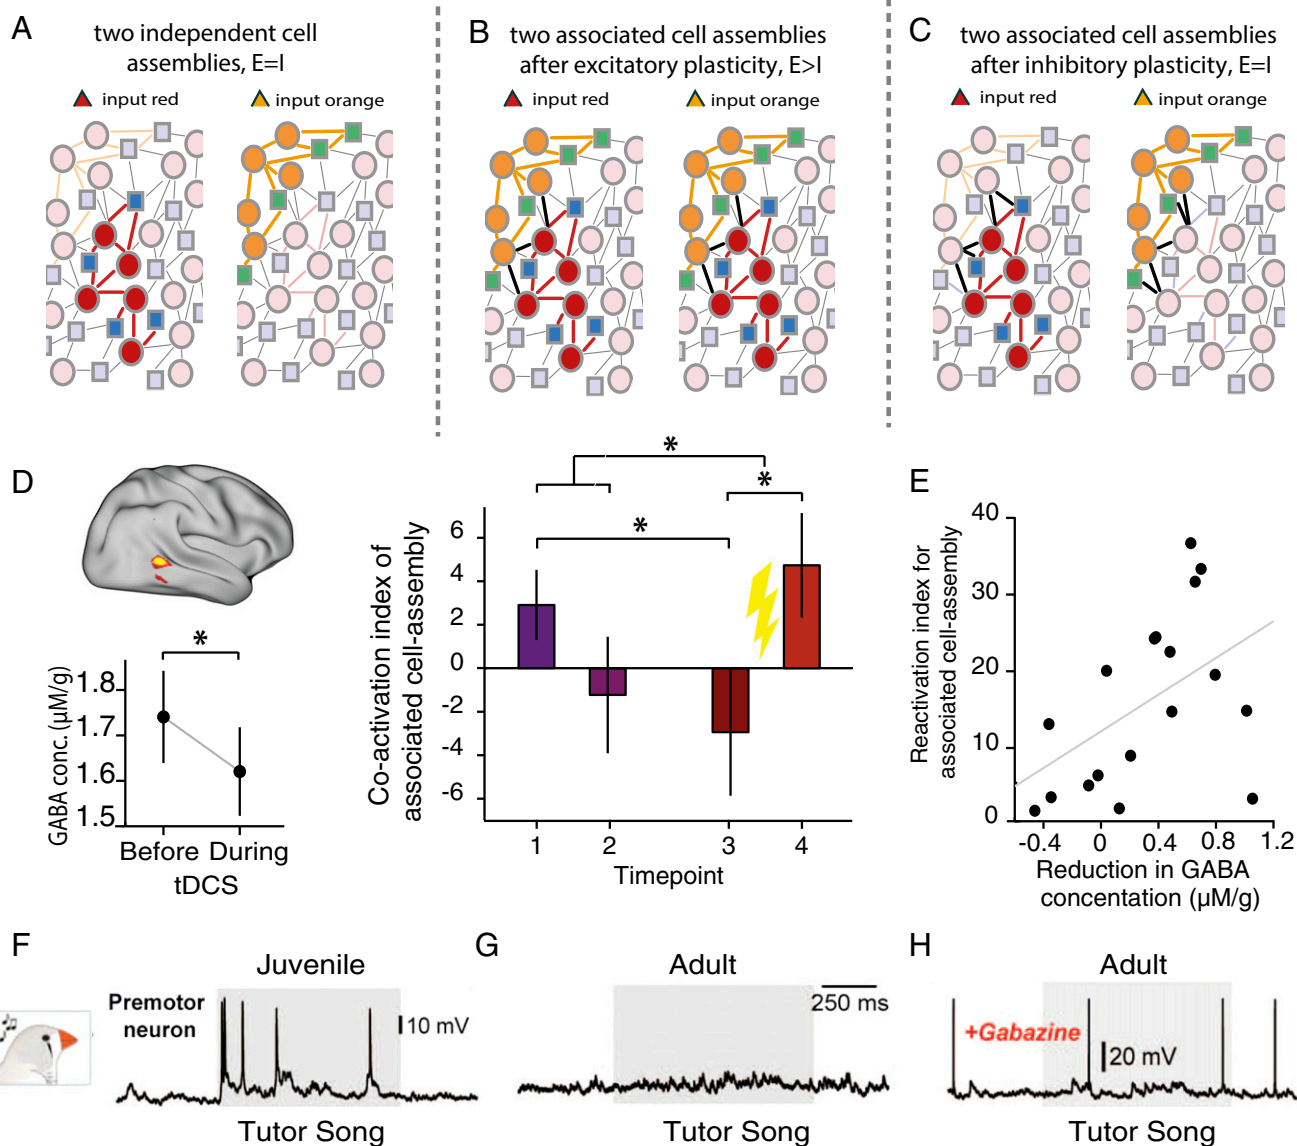 A
two independent cell
assemblies, E=I
input red
input orange
B
two associated cell assemblies
after excitatory plasticity, E>I
input red
input orange
C
two associated cell assemblies
after inhibitory plasticity, E=I
input red
input orange
D
*
GABA conc. (µM/g)
1.8
1.7
1.6
1.5
Before During
tDCS
Co-activation index of
associated cell-assembly
6
4
2
0
-2
-4
-6
*
*
*
1
2
3
4
Timepoint
E
Reactivation index for
associated cell-assembly
40
30
20
10
0
-0.4
0
0.4
0.8
1.2
Reduction in GABA
concentation (µM/g)
F
Juvenile
Premotor
neuron
10 mV
Tutor Song
G
Adult
250 ms
Tutor Song
H
Adult
+Gabazine
20 mV
Tutor Song